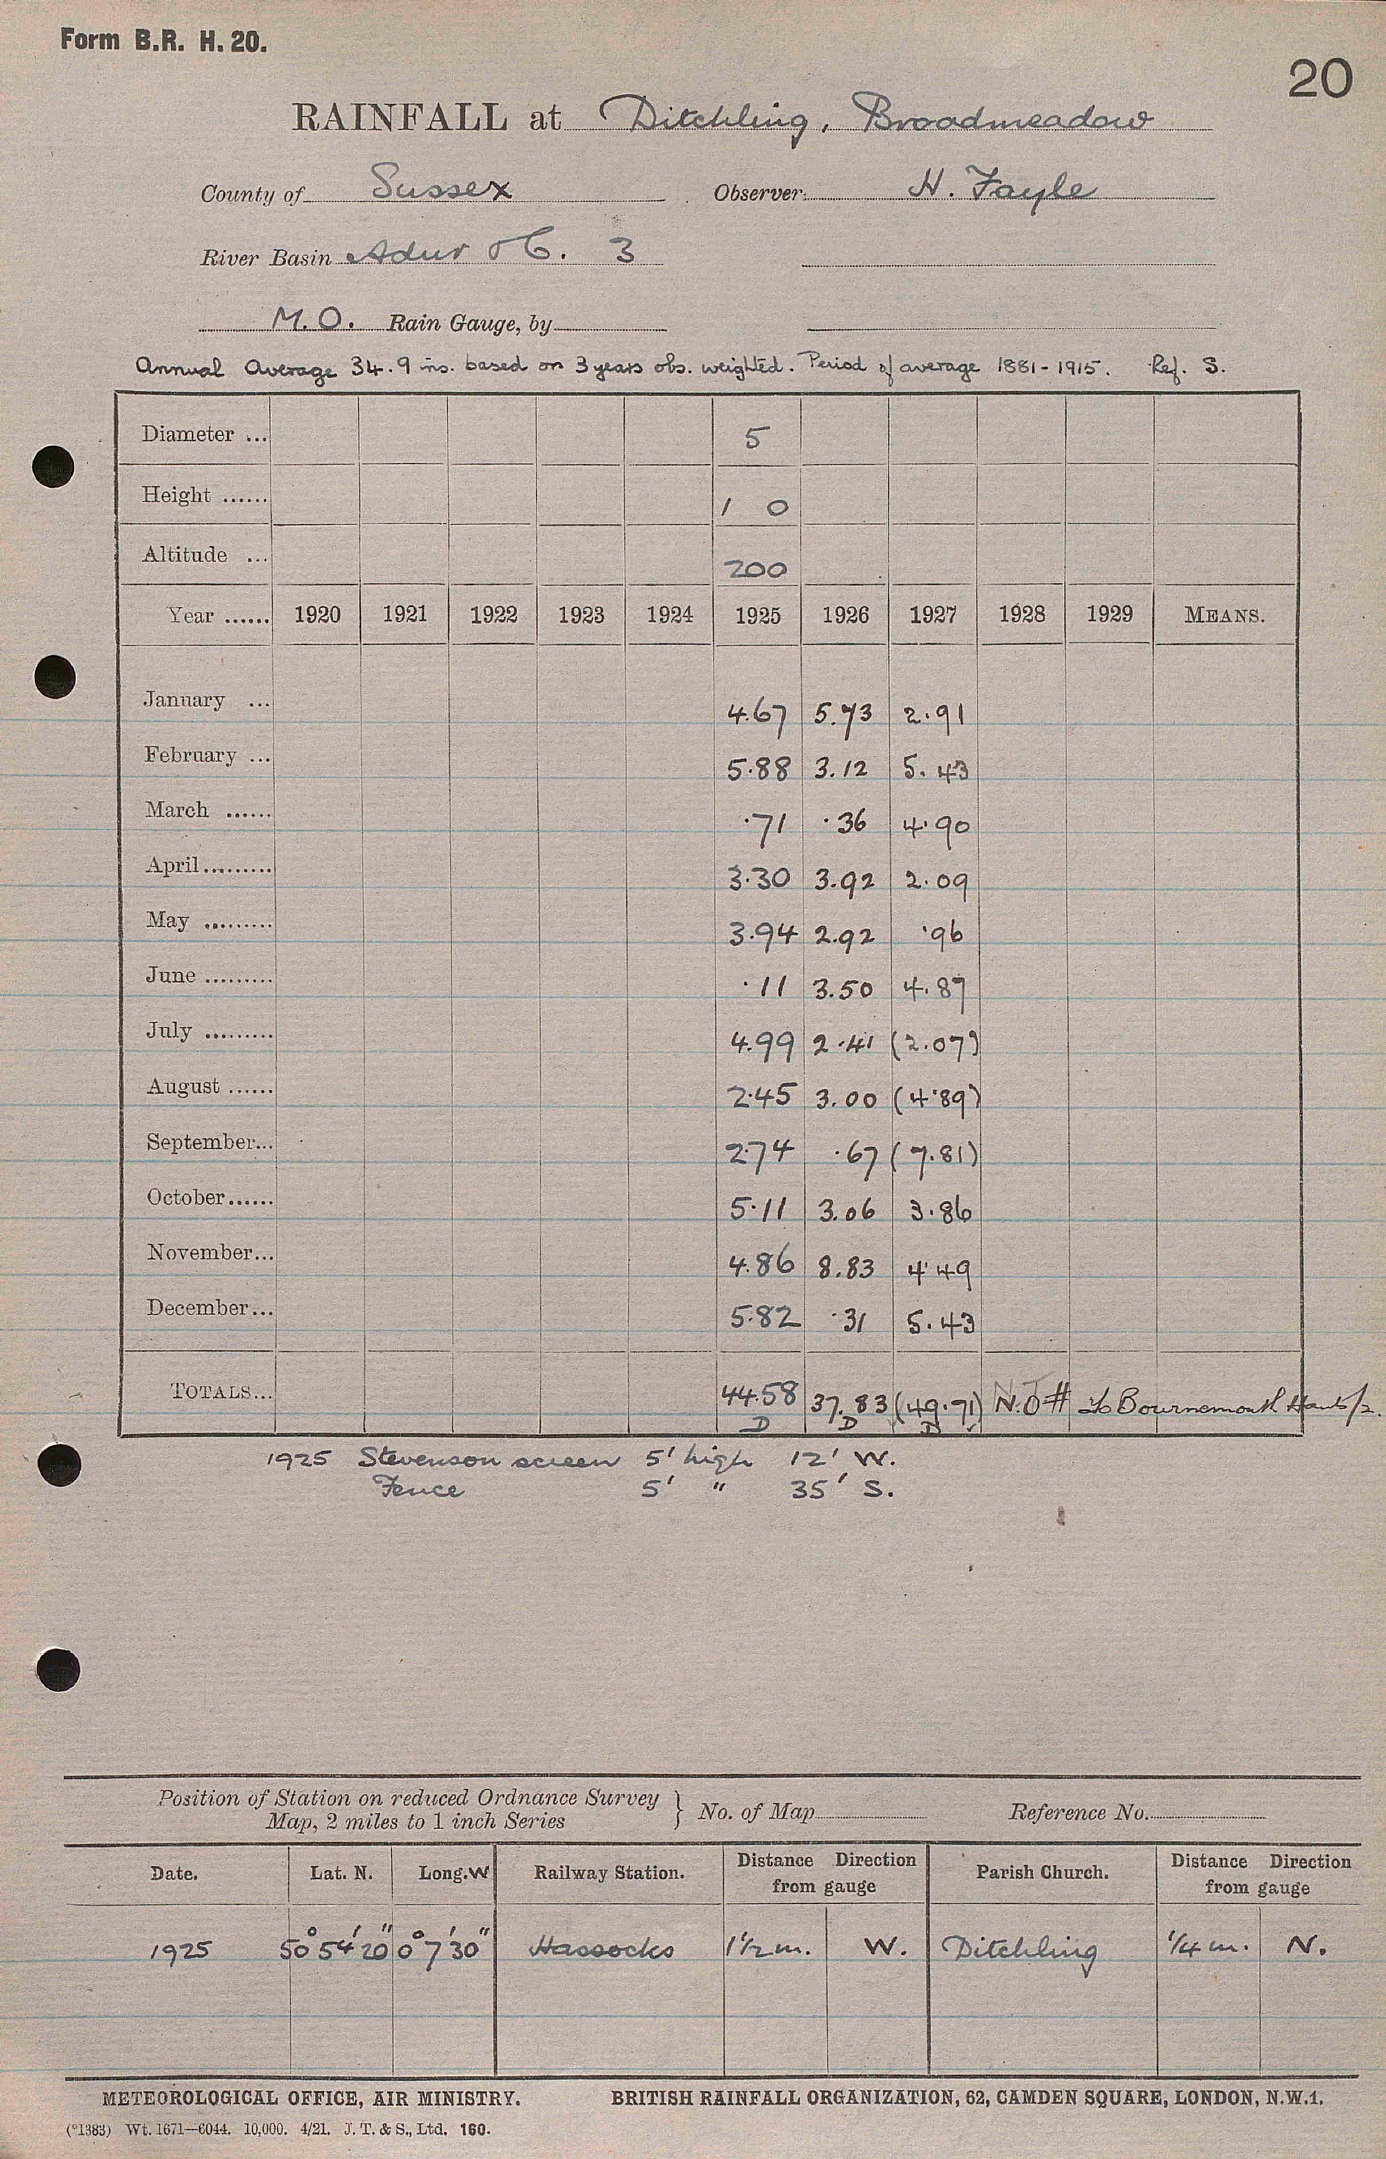 Form B.R. H. 20.
20
RAINFALL at Ditchling, Broadmeadow
County of Sussex Observer H. Fayle
River Basin Adur &C. 3
M.O. Rain Gauge, by
Annual Average 34.9 ins. based on 3 years obs. weighted. Period of average 1881-1915. Ref. S.
Diameter ... 5
Height ...... 1 0
Altitude ... 200
Year ...... 1920 1921 1922 1923 1924 1925 1926 1927 1928 1929 MEANS.
January ... 4.67 5.73 2.91
February ... 5.88 3.12 5.43
March ...... .71 .36 4.90
April ......... 3.30 3.92 2.09
May ......... 3.94 2.92 .96
June ......... .11 3.50 4.87
July ......... 4.99 2.41 (2.07)
August ...... 2.45 3.00 (4.89)
September... 2.74 .67 (7.81)
October...... 5.11 3.06 3.86
November... 4.86 8.83 4.49
December... 5.82 .31 5.43
TOTALS... 44.58 37.83 (49.71) N.O # to Bournemouth Hants/2.
D D D
1925 Stevenson screen 5' high 12' W.
Fence 5' " 35' S.
Position of Station on reduced Ordnance Survey
Map, 2 miles to 1 inch Series } No. of Map Reference No.
Date. Lat. N. Long. W Railway Station. Distance Direction from gauge Parish Church. Distance Direction from gauge
1925 50° 54' 20" 0° 7' 30" Hassocks 1½ m. W. Ditchling ¼ m. N.
METEOROLOGICAL OFFICE, AIR MINISTRY. BRITISH RAINFALL ORGANIZATION, 62, CAMDEN SQUARE, LONDON, N.W.1.
(*1383) Wt. 1671—6044. 10,000. 4/21. J. T. & S., Ltd. 160.